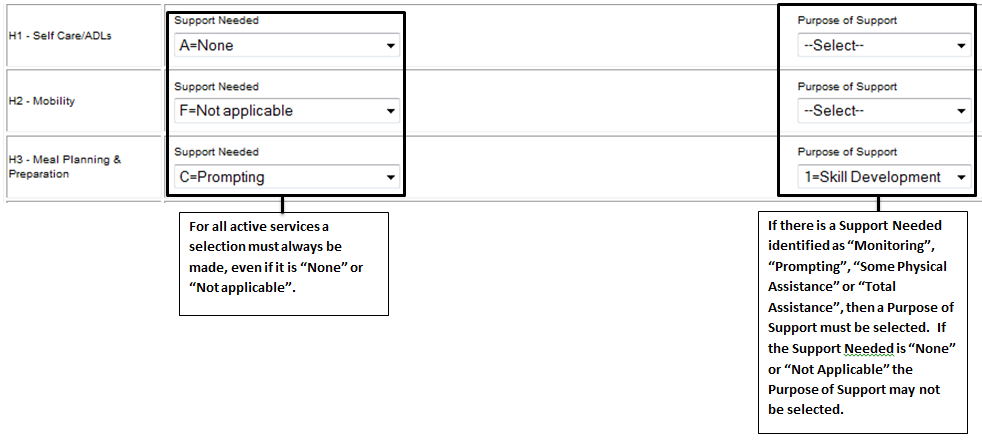 Support Needed
Purpose of Support
H1 - Self Care/ADLs
A=None
--Select--
Support Needed
Purpose of Support
H2 - Mobility
F=Not applicable
--Select--
Support Needed
Purpose of Support
H3 - Meal Planning &
Preparation
C=Prompting
1=Skill Development
For all active services a
selection must always be
made, even if it is “None” or
“Not applicable”.
If there is a Support Needed
identified as “Monitoring”,
“Prompting”, “Some Physical
Assistance” or “Total
Assistance”, then a Purpose of
Support must be selected.  If
the Support Needed is “None”
or “Not Applicable” the
Purpose of Support may not
be selected.